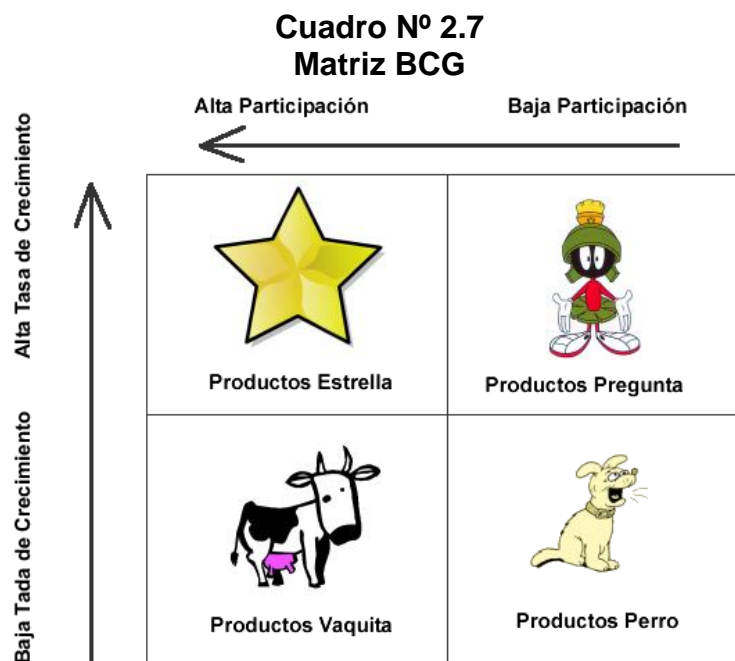 Cuadro Nº 2.7
Matriz BCG
Alta Participación
Baja Participación
Alta Tasa de Crecimiento
Productos Estrella
Productos Pregunta
Baja Tada de Crecimiento
Productos Vaquita
Productos Perro